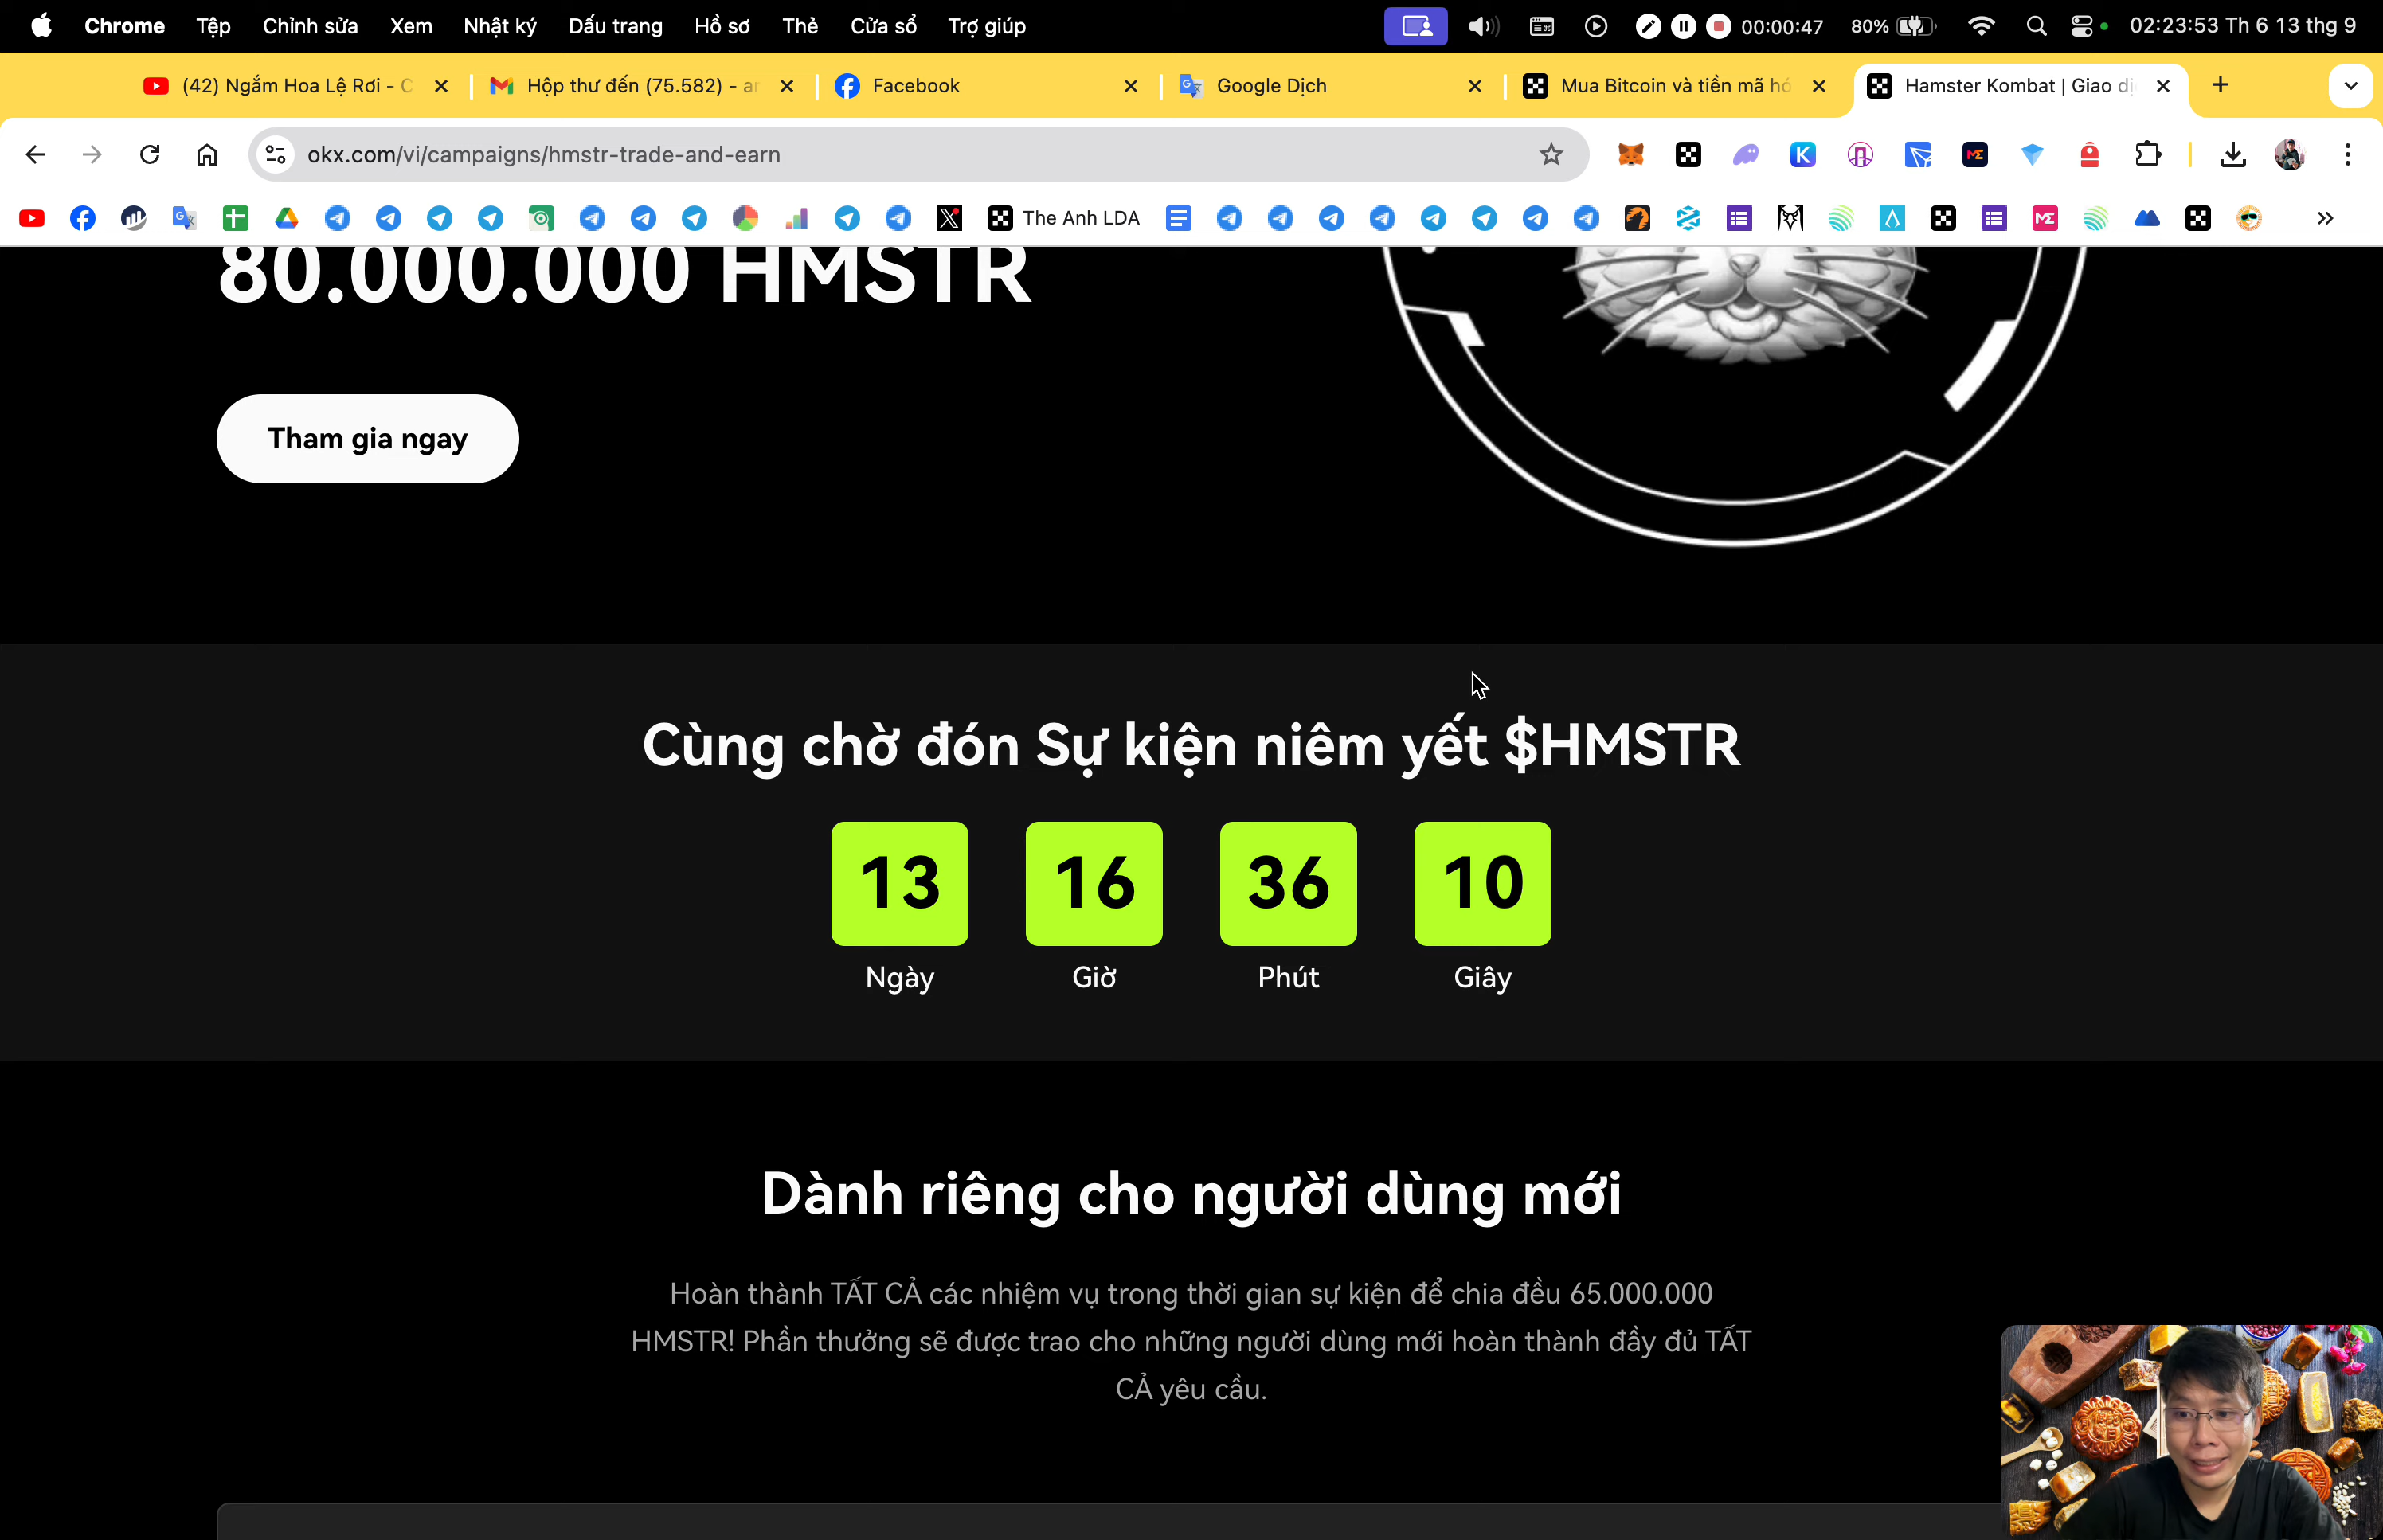 Chrome Tệp Chỉnh sửa Xem Nhật ký Dấu trang Hồ sơ Thẻ Cửa sổ Trợ giúp 00:00:47 80% 02:23:53 Th 6 13 thg 9
(42) Ngắm Hoa Lệ Rơi - C Hộp thư đến (75.582) - an Facebook Google Dịch Mua Bitcoin và tiền mã hó Hamster Kombat | Giao dị
okx.com/vi/campaigns/hmstr-trade-and-earn
The Anh LDA
80.000.000 HMSTR
Tham gia ngay
Cùng chờ đón Sự kiện niêm yết $HMSTR
13 16 36 10
Ngày Giờ Phút Giây
Dành riêng cho người dùng mới
Hoàn thành TẤT CẢ các nhiệm vụ trong thời gian sự kiện để chia đều 65.000.000
HMSTR! Phần thưởng sẽ được trao cho những người dùng mới hoàn thành đầy đủ TẤT
CẢ yêu cầu.